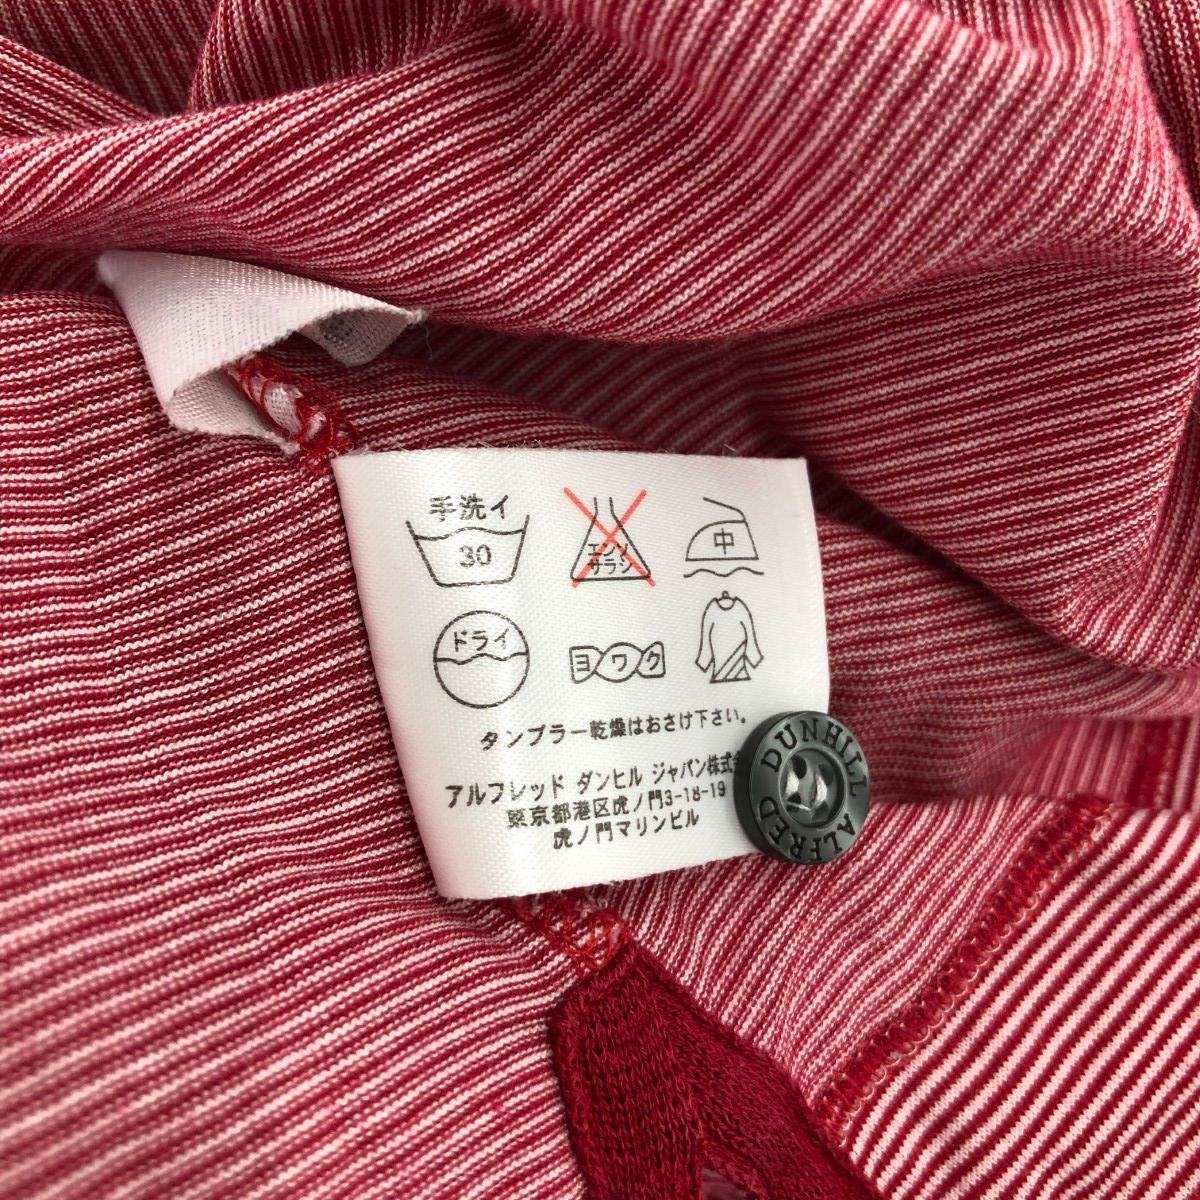 手洗イ
30
エンソ
サラシ
中
ドライ
ヨワク
タンブラー乾燥はおさけ下さい。
アルフレッド ダンヒル ジャパン株式
東京都港区虎ノ門3-18-19
虎ノ門マリンビル
ALFRED DUNHILL